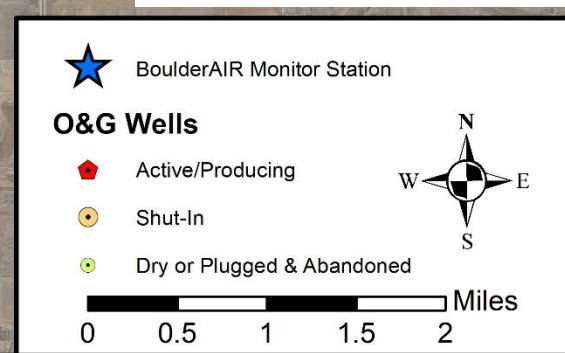 BoulderAIR Monitor Station
O&G Wells
Active/Producing
Shut-In
Dry or Plugged & Abandoned
N
W E
S
Miles
0 0.5 1 1.5 2